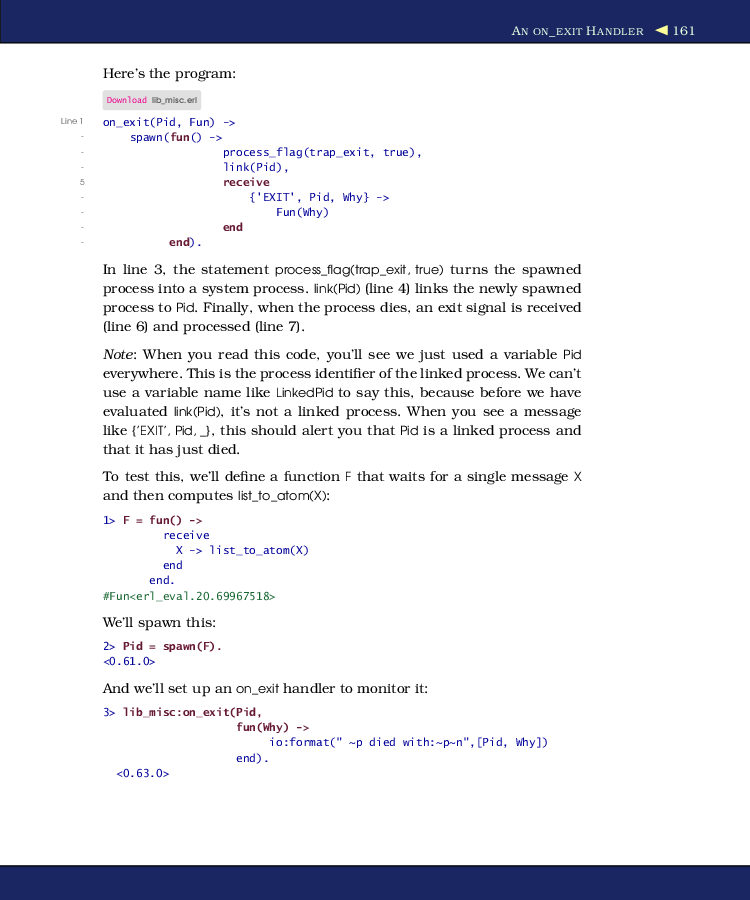 AN ON_EXIT HANDLER ◀ 161
Here's the program:
Download lib_misc.erl
Line 1 on_exit(Pid, Fun) ->
- spawn(fun() ->
- process_flag(trap_exit, true),
- link(Pid),
5 receive
- {'EXIT', Pid, Why} ->
- Fun(Why)
- end
- end).
In line 3, the statement process_flag(trap_exit, true) turns the spawned
process into a system process. link(Pid) (line 4) links the newly spawned
process to Pid. Finally, when the process dies, an exit signal is received
(line 6) and processed (line 7).
Note: When you read this code, you'll see we just used a variable Pid
everywhere. This is the process identifier of the linked process. We can't
use a variable name like LinkedPid to say this, because before we have
evaluated link(Pid), it's not a linked process. When you see a message
like {'EXIT', Pid, _}, this should alert you that Pid is a linked process and
that it has just died.
To test this, we'll define a function F that waits for a single message X
and then computes list_to_atom(X):
1> F = fun() ->
receive
X -> list_to_atom(X)
end
end.
#Fun<erl_eval.20.69967518>
We'll spawn this:
2> Pid = spawn(F).
<0.61.0>
And we'll set up an on_exit handler to monitor it:
3> lib_misc:on_exit(Pid,
fun(Why) ->
io:format(" ~p died with:~p~n",[Pid, Why])
end).
<0.63.0>